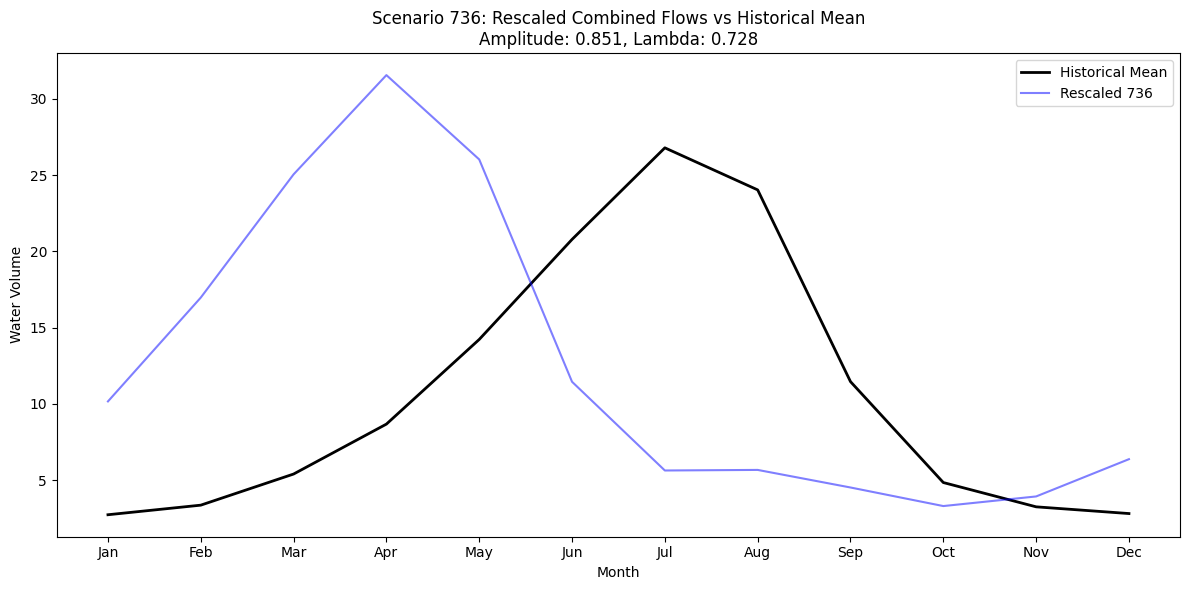 Scenario 736: Rescaled Combined Flows vs Historical Mean
Amplitude: 0.851, Lambda: 0.728
Historical Mean
Rescaled 736
Water Volume
30
25
20
15
10
5
Jan Feb Mar Apr May Jun Jul Aug Sep Oct Nov Dec
Month